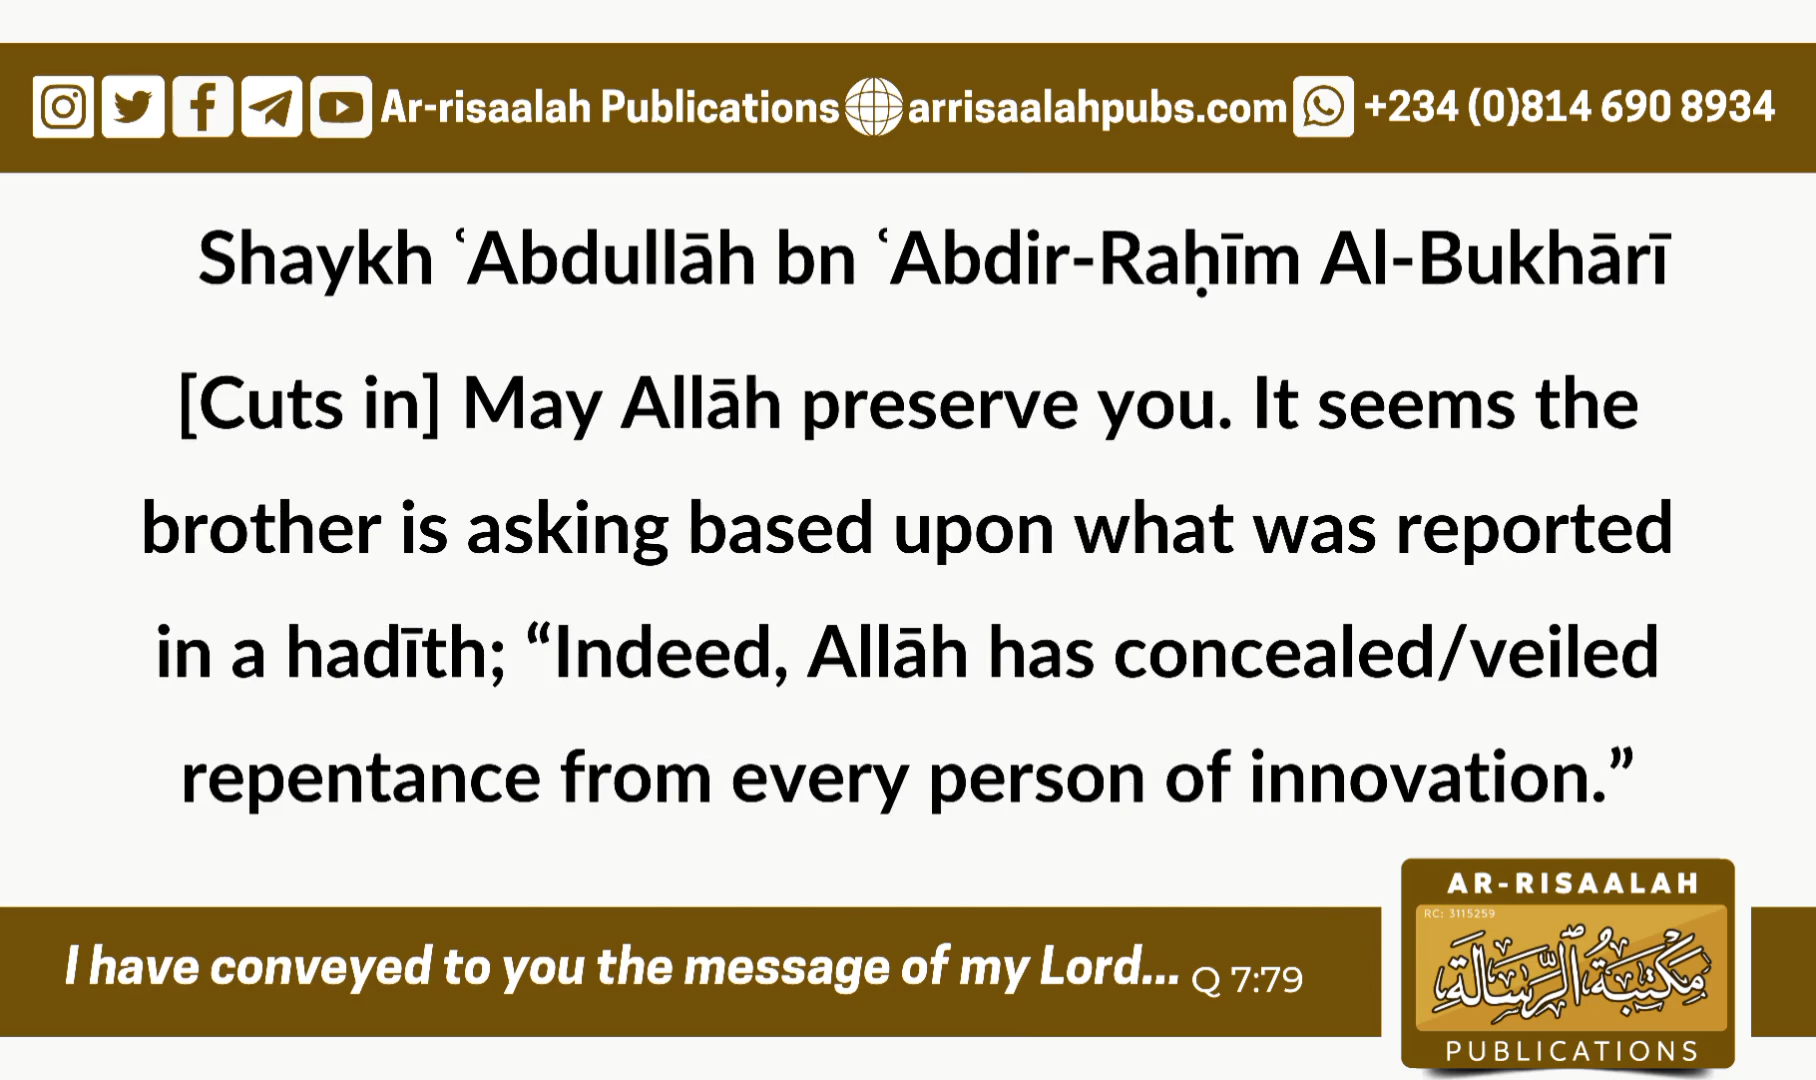 Ar-risaalah Publications arrisaalahpubs.com +234 (0)814 690 8934
Shaykh ʿAbdullāh bn ʿAbdir-Raḥīm Al-Bukhārī
[Cuts in] May Allāh preserve you. It seems the
brother is asking based upon what was reported
in a hadīth; “Indeed, Allāh has concealed/veiled
repentance from every person of innovation.”
I have conveyed to you the message of my Lord... Q 7:79
AR-RISAALAH
RC: 3115259
مكتبة الرسالة
PUBLICATIONS